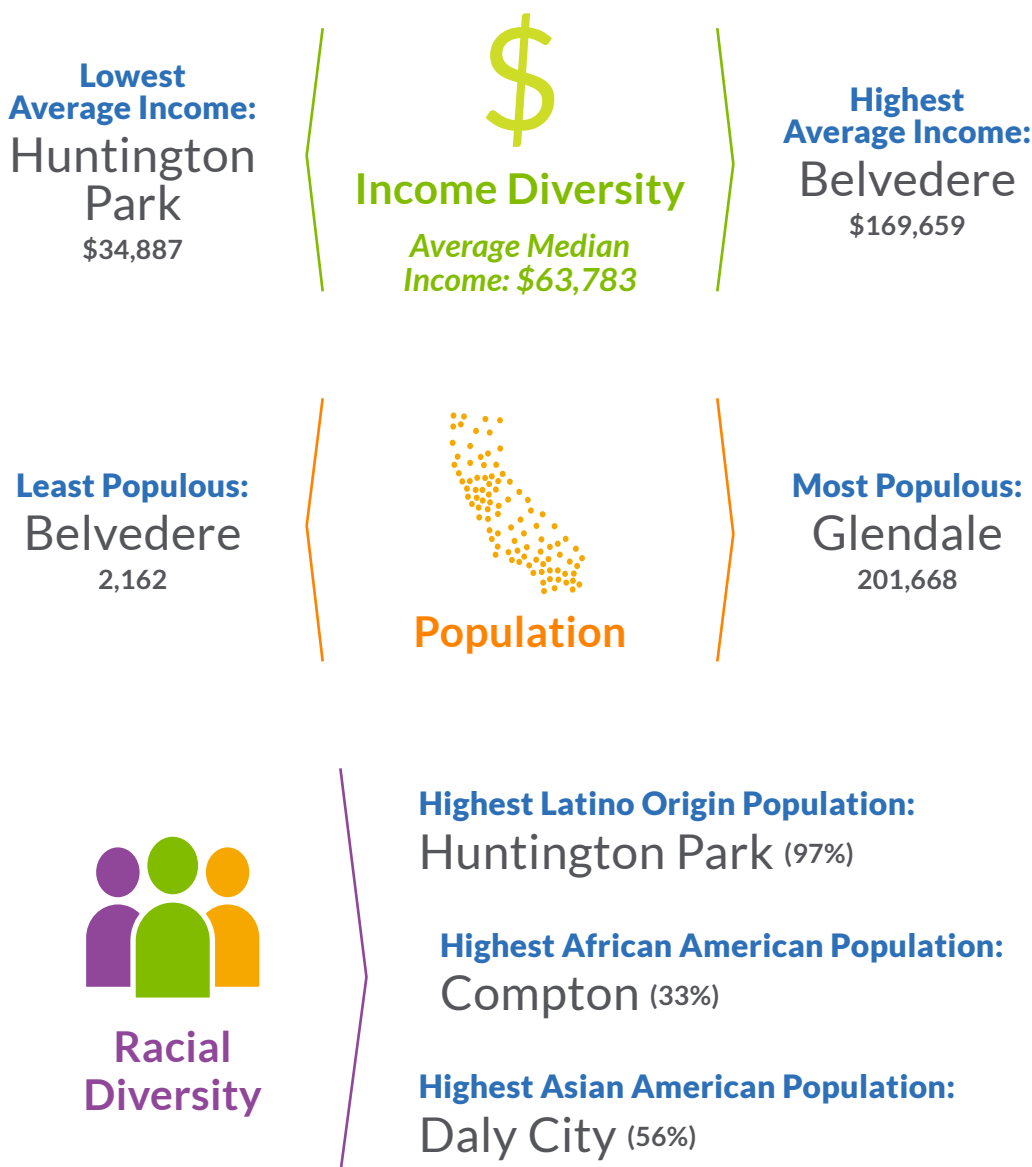 Lowest
Average Income:
Huntington
Park
$34,887
$
Income Diversity
Average Median
Income: $63,783
Highest
Average Income:
Belvedere
$169,659
Least Populous:
Belvedere
2,162
Population
Most Populous:
Glendale
201,668
Racial
Diversity
Highest Latino Origin Population:
Huntington Park (97%)
Highest African American Population:
Compton (33%)
Highest Asian American Population:
Daly City (56%)